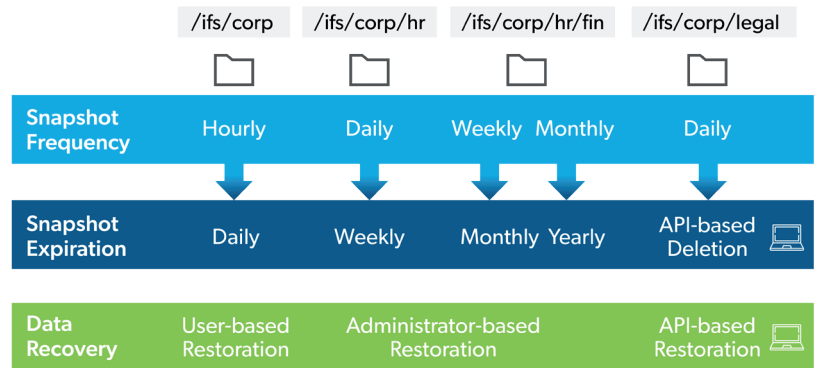 /ifs/corp /ifs/corp/hr /ifs/corp/hr/fin /ifs/corp/legal
Snapshot
Frequency
Hourly Daily Weekly Monthly Daily
Snapshot
Expiration
Daily Weekly Monthly Yearly
API-based
Deletion
Data
Recovery
User-based
Restoration
Administrator-based
Restoration
API-based
Restoration